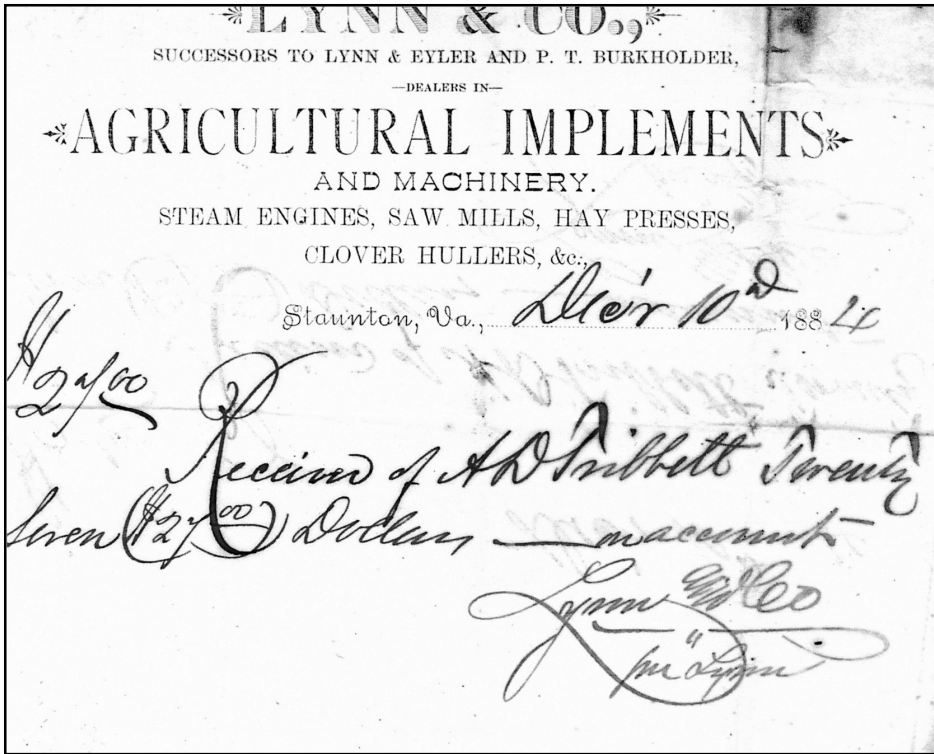 LYNN & CO.,
SUCCESSORS TO LYNN & EYLER AND P. T. BURKHOLDER,
—DEALERS IN—
AGRICULTURAL IMPLEMENTS
AND MACHINERY.
STEAM ENGINES, SAW MILLS, HAY PRESSES,
CLOVER HULLERS, &c.,
Staunton, Va., Decr 10th 1884
$27/00
Received of A D Tribbett Twenty
Seven ($27.00) Dollars — on account
Lynn & Co
per Lynn